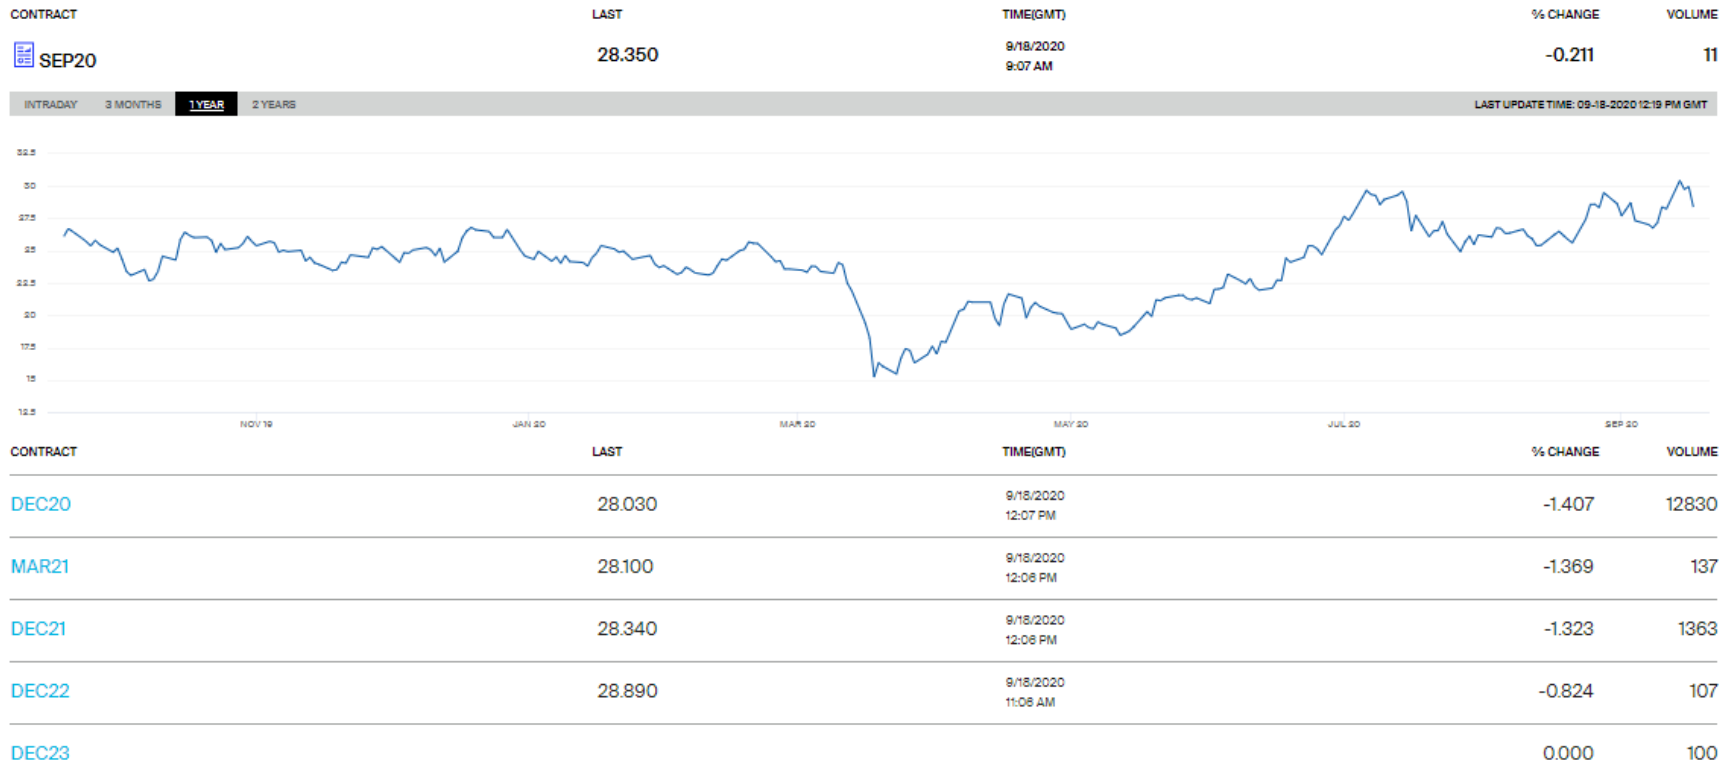 CONTRACT LAST TIME(GMT) % CHANGE VOLUME
SEP20 28.350 9/18/2020 9:07 AM -0.211 11
INTRADAY 3 MONTHS 1 YEAR 2 YEARS LAST UPDATE TIME: 09-18-2020 12:19 PM GMT
32.5
30
27.5
25
22.5
20
17.5
15
12.5
NOV 19 JAN 20 MAR 20 MAY 20 JUL 20 SEP 20
CONTRACT LAST TIME(GMT) % CHANGE VOLUME
DEC20 28.030 9/18/2020 12:07 PM -1.407 12830
MAR21 28.100 9/18/2020 12:06 PM -1.369 137
DEC21 28.340 9/18/2020 12:06 PM -1.323 1363
DEC22 28.890 9/18/2020 11:06 AM -0.824 107
DEC23 0.000 100